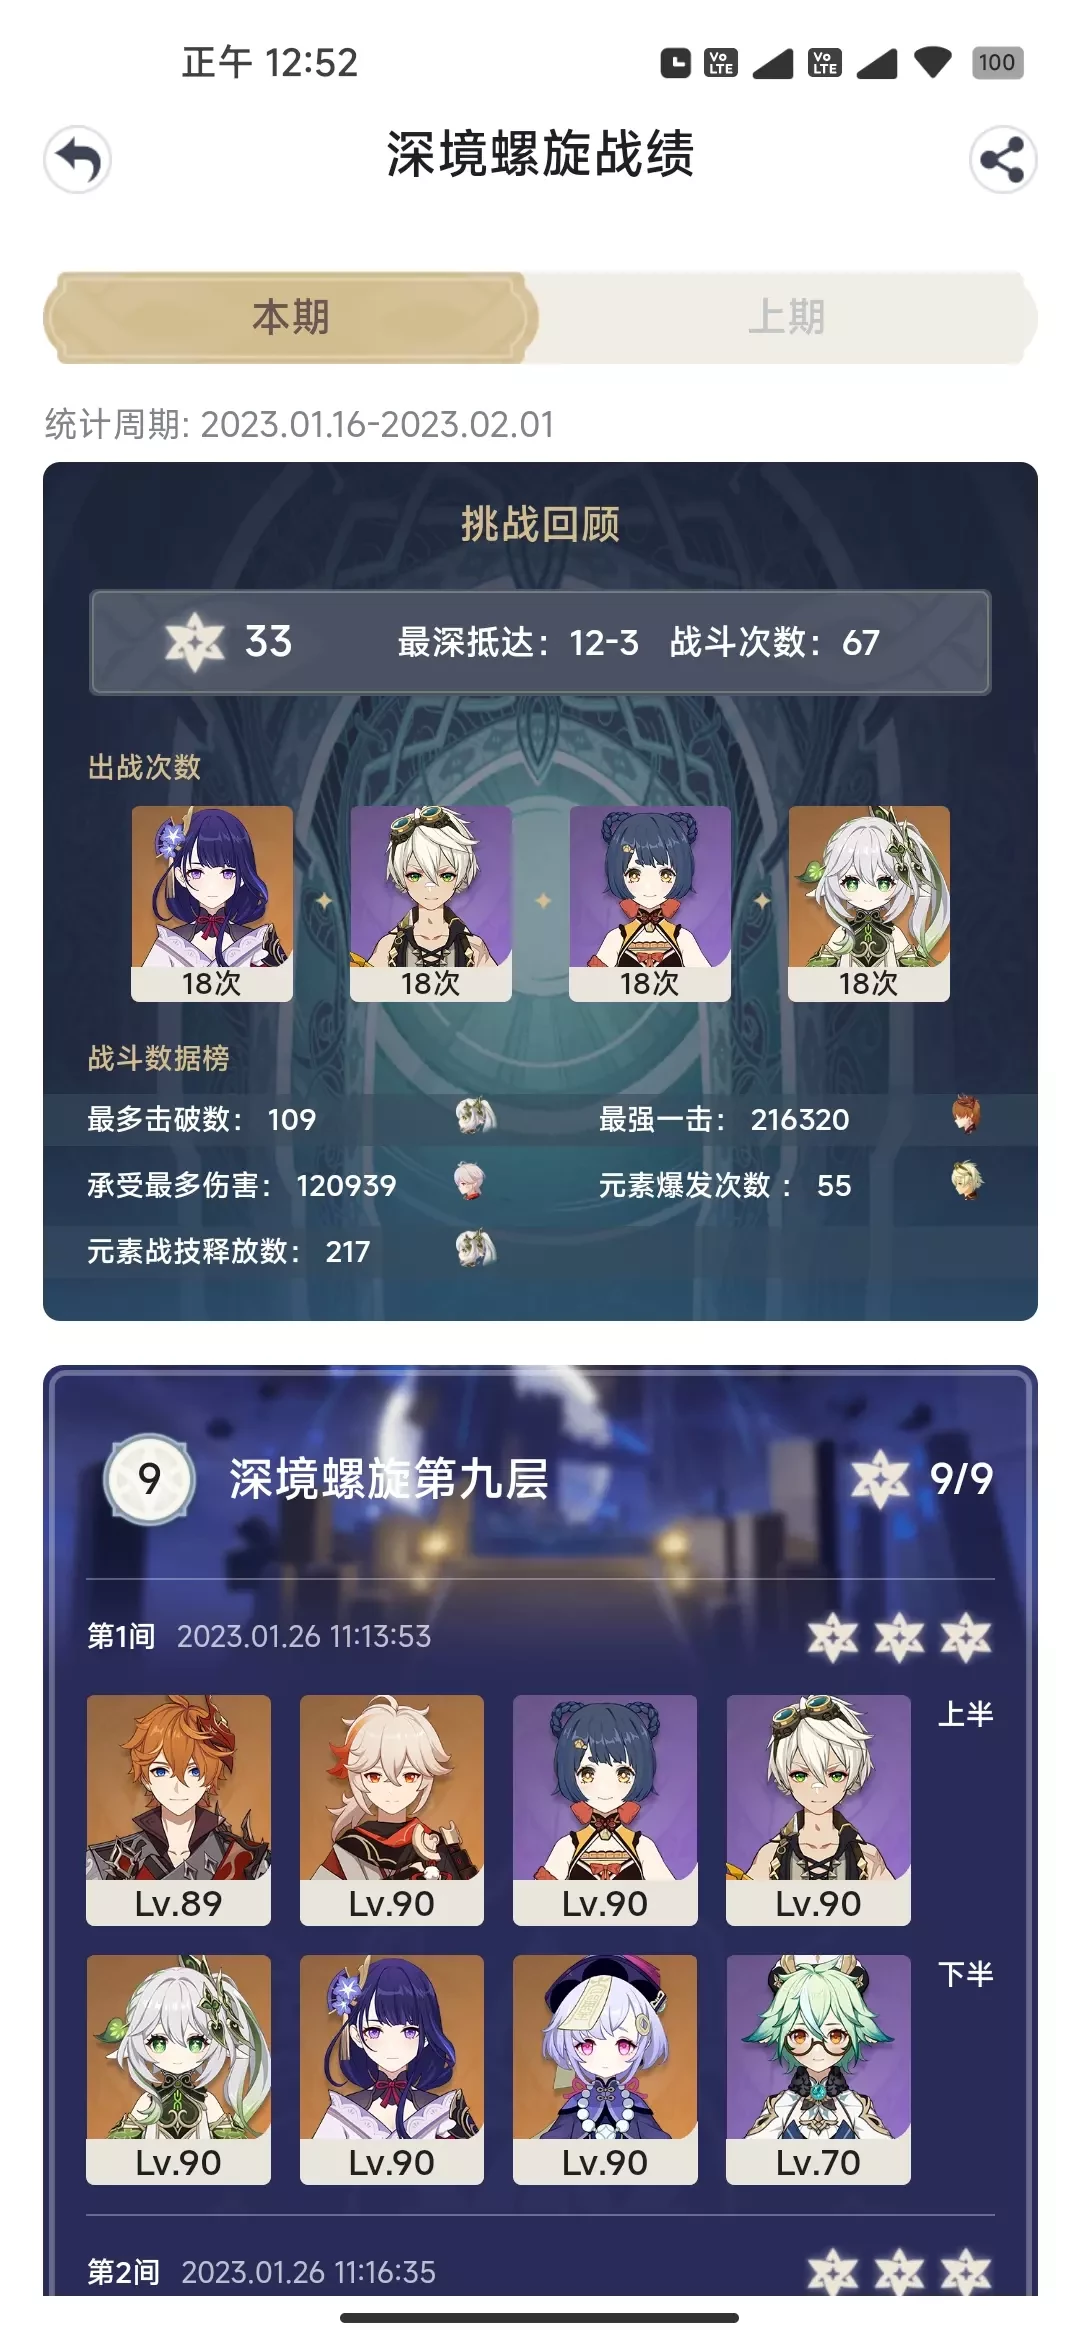 正午 12:52
Vo LTE
Vo LTE
100
深境螺旋战绩
本期
上期
统计周期: 2023.01.16-2023.02.01
挑战回顾
33 最深抵达：12-3 战斗次数：67
出战次数
18次 18次 18次 18次
战斗数据榜
最多击破数： 109 最强一击： 216320
承受最多伤害： 120939 元素爆发次数 ： 55
元素战技释放数： 217
9 深境螺旋第九层 9/9
第1间 2023.01.26 11:13:53
上半
Lv.89 Lv.90 Lv.90 Lv.90
下半
Lv.90 Lv.90 Lv.90 Lv.70
第2间 2023.01.26 11:16:35